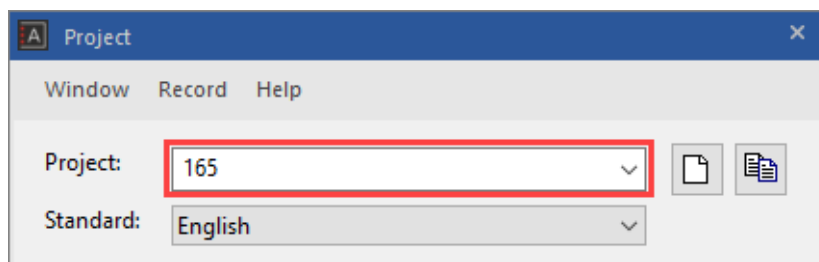 A Project
Window Record Help
Project: 165
Standard: English